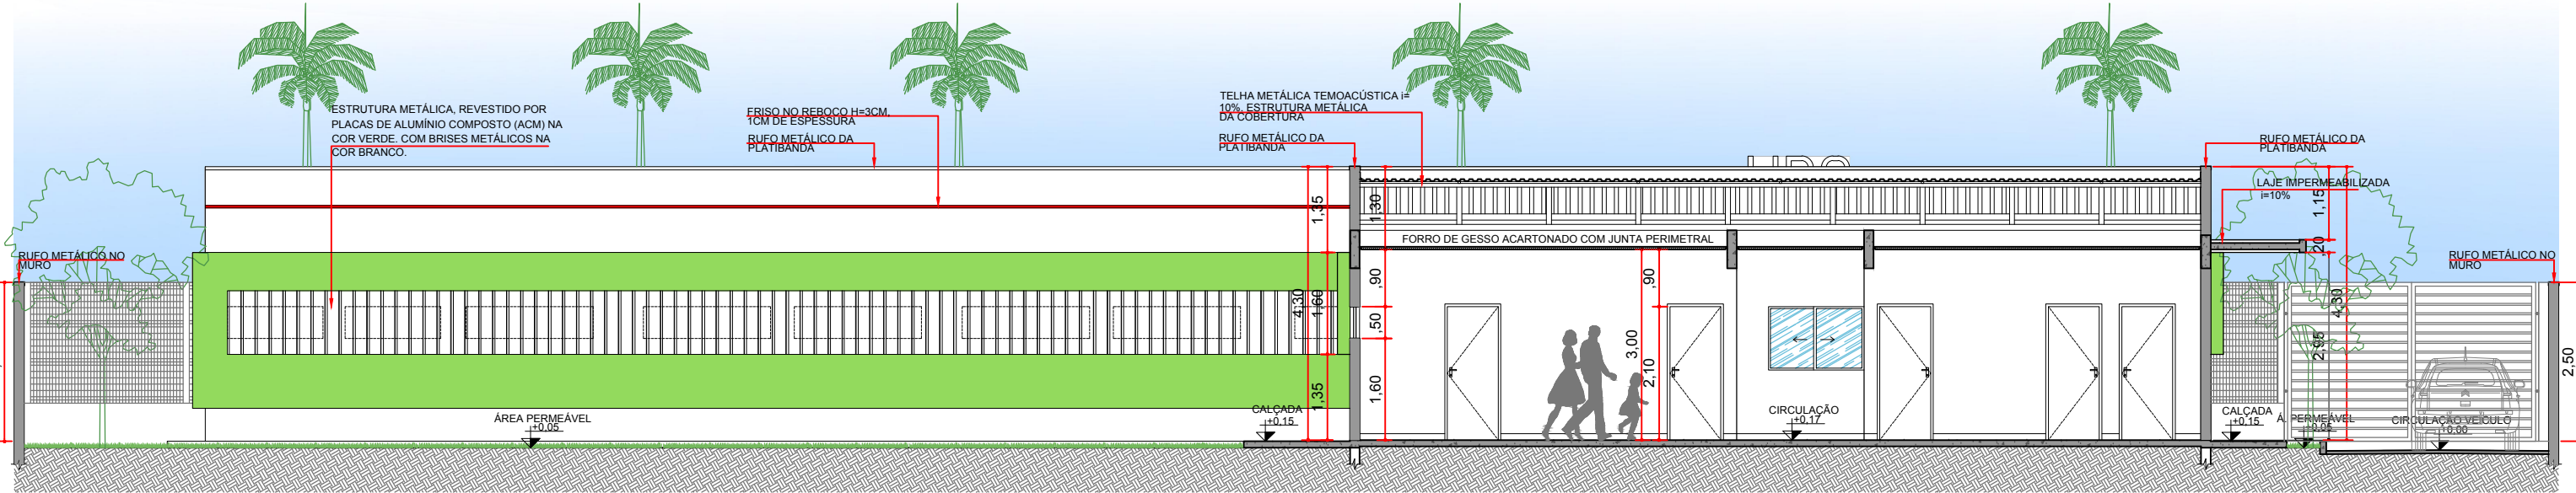 ESTRUTURA METÁLICA, REVESTIDO POR
PLACAS DE ALUMÍNIO COMPOSTO (ACM) NA
COR VERDE. COM BRISES METÁLICOS NA
COR BRANCO.
FRISO NO REBOCO H=3CM,
1CM DE ESPESSURA
RUFO METÁLICO DA
PLATIBANDA
TELHA METÁLICA TEMOACÚSTICA i=
10%. ESTRUTURA METÁLICA
DA COBERTURA
RUFO METÁLICO DA
PLATIBANDA
RUFO METÁLICO DA
PLATIBANDA
LAJE IMPERMEABILIZADA
i=10%
RUFO METÁLICO NO
MURO
RUFO METÁLICO NO
MURO
FORRO DE GESSO ACARTONADO COM JUNTA PERIMETRAL
1,35
1,30
1,15
,20
,90
,90
4,30
1,60
,50
3,00
2,10
4,30
2,95
2,50
1,35
1,60
ÁREA PERMEÁVEL
+0,05
CALÇADA
+0,15
CIRCULAÇÃO
+0,17
CALÇADA
+0,15
Á. PERMEÁVEL
+0,05
CIRCULAÇÃO VEÍCULO
+0,00